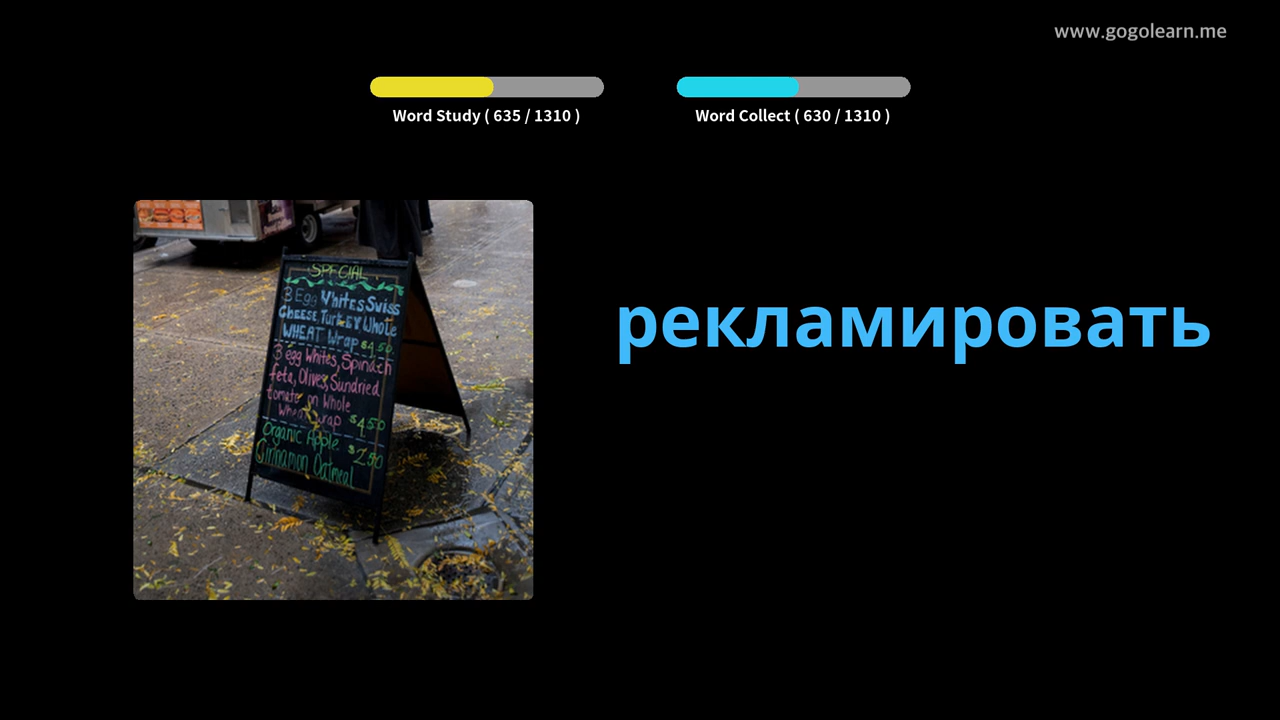 www.gogolearn.me
Word Study ( 635 / 1310 )
Word Collect ( 630 / 1310 )
рекламировать
SPECIAL
3 Egg Whites, Swiss
Cheese, Turkey Whole
WHEAT Wrap $4.50
3 egg Whites, Spinach
feta, Olives, Sundried
tomato on Whole
Wheat wrap $4.50
Organic Apple $2.50
Cinnamon Oatmeal